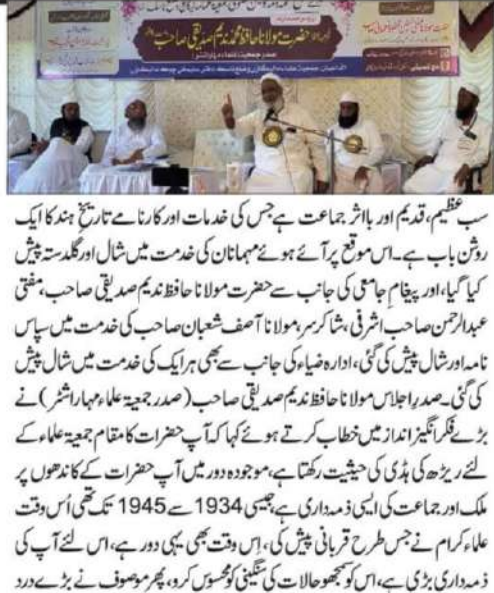 حضرت مولانا حافظ محمد ندیم صدیقی صاحب
سب عظیم، قدیم اور بااثر جماعت ہے جس کی خدمات اور کارنامے تاریخ ہند کا ایک
روشن باب ہے۔ اس موقع پر آئے ہوئے مہمانان کی خدمت میں شال اور گلدستہ پیش
کیا گیا، اور پیغام جامعی کی جانب سے حضرت مولانا حافظ ندیم صدیقی صاحب، مفتی
عبدالرحمن صاحب اشرفی، شاکر سر، مولانا آصف شعبان صاحب کی خدمت میں سپاس
نامہ اور شال پیش کی گئی، ادارہ ضیاء کی جانب سے بھی ہر ایک کی خدمت میں شال پیش
کی گئی۔ صدر اجلاس مولانا حافظ ندیم صدیقی صاحب (صدر جمعیۃ علماء مہاراشٹر) نے
بڑے فکر انگیز انداز میں خطاب کرتے ہوئے کہا کہ آپ حضرات کا مقام جمعیۃ علماء کے
لئے ریڑھ کی ہڈی کی حیثیت رکھتا ہے، موجودہ دور میں آپ حضرات کے کاندھوں پر
ملک اور جماعت کی ایسی ذمہ داری ہے جیسی 1934 سے 1945 تک تھی اُس وقت
علماء کرام نے جس طرح قربانی پیش کی، اِس وقت بھی یہی دور ہے، اس لئے آپ کی
ذمہ داری بڑی ہے، اس کو سمجھو حالات کی سنگینی کو محسوس کرو، پھر موصوف نے بڑے درد